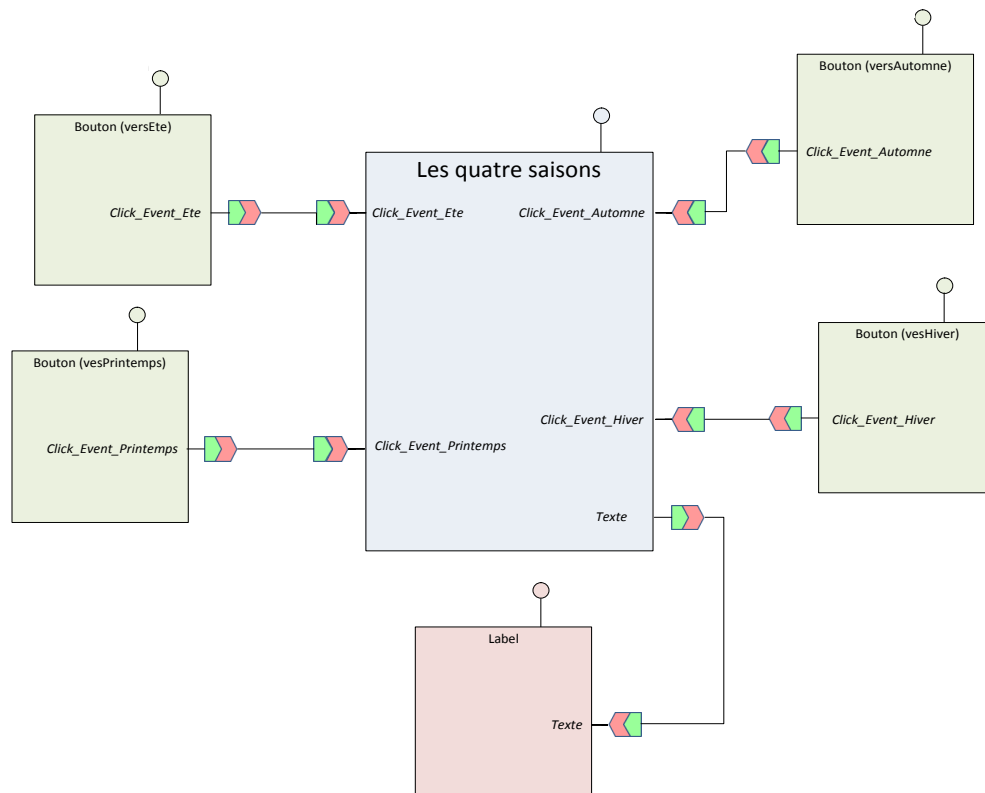 Bouton (versAutomne)
Click_Event_Automne
Bouton (versEte)
Click_Event_Ete
Les quatre saisons
Click_Event_Ete
Click_Event_Automne
Bouton (vesPrintemps)
Click_Event_Printemps
Bouton (vesHiver)
Click_Event_Hiver
Click_Event_Hiver
Click_Event_Printemps
Texte
Label
Texte